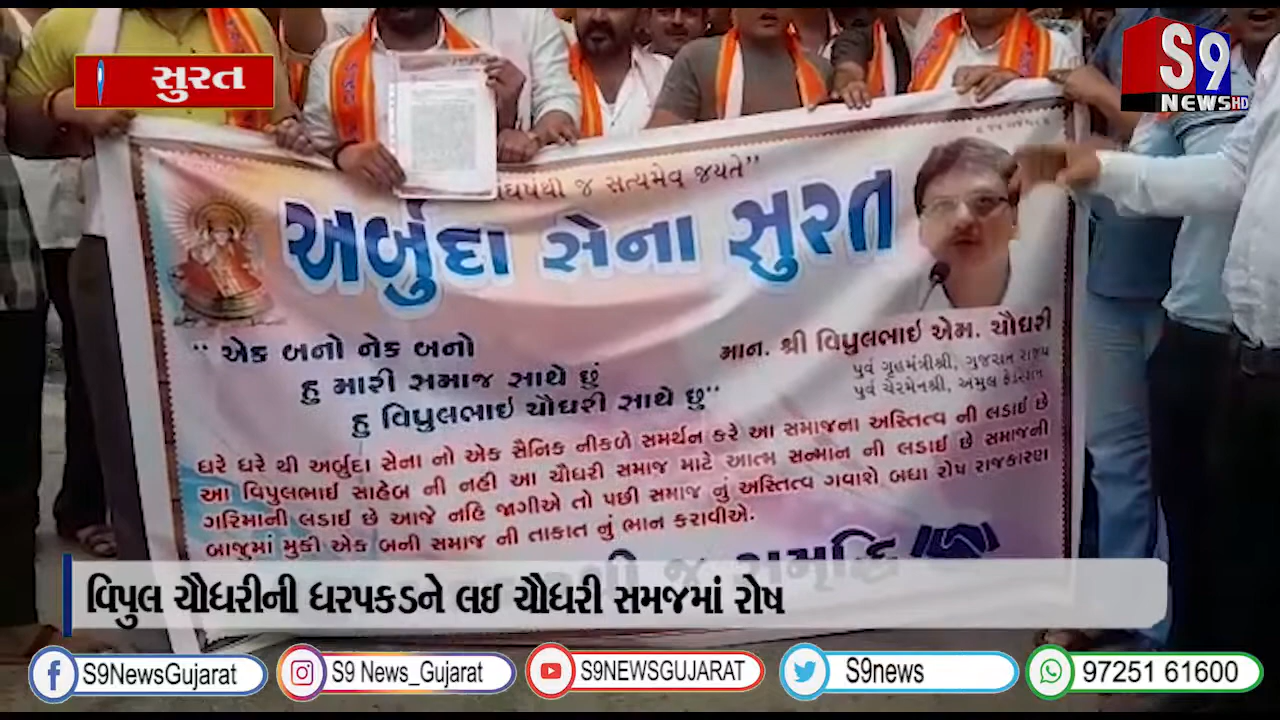 સુરત
S9
NEWS HD
સંઘર્ષથી જ સત્યમેવ જયતે"
અર્બુદા સેના સુરત
" એક બનો નેક બનો
હુ મારી સમાજ સાથે છું
હુ વિપુલભાઇ ચૌધરી સાથે છુ"
માન. શ્રી વિપુલભાઇ એમ. ચૌધરી
પુર્વ ગૃહમંત્રીશ્રી, ગુજરાત રાજ્ય
પુર્વ ચેરમેનશ્રી, અમુલ ફેડરેશન
ઘરે ઘરે થી અર્બુદા સેના નો એક સૈનિક નીકળે સમર્થન કરે આ સમાજના અસ્તિત્વ ની લડાઇ છે
આ વિપુલભાઈ સાહેબ ની નહી આ ચૌધરી સમાજ માટે આત્મ સન્માન ની લડાઈ છે સમાજની
ગરિમાની લડાઈ છે આજે નહિ જાગીએ તો પછી સમાજ નું અસ્તિત્વ ગવાશે બધા રોષ રાજકારણ
બાજુમાં મુકી એક બની સમાજ ની તાકાત નું ભાન કરાવીએ.
જ સમૃદ્ધિ
વિપુલ ચૌધરીની ધરપકડને લઇ ચૌધરી સમજમાં રોષ
S9NewsGujarat
S9 News_Gujarat
S9NEWSGUJARAT
S9news
97251 61600